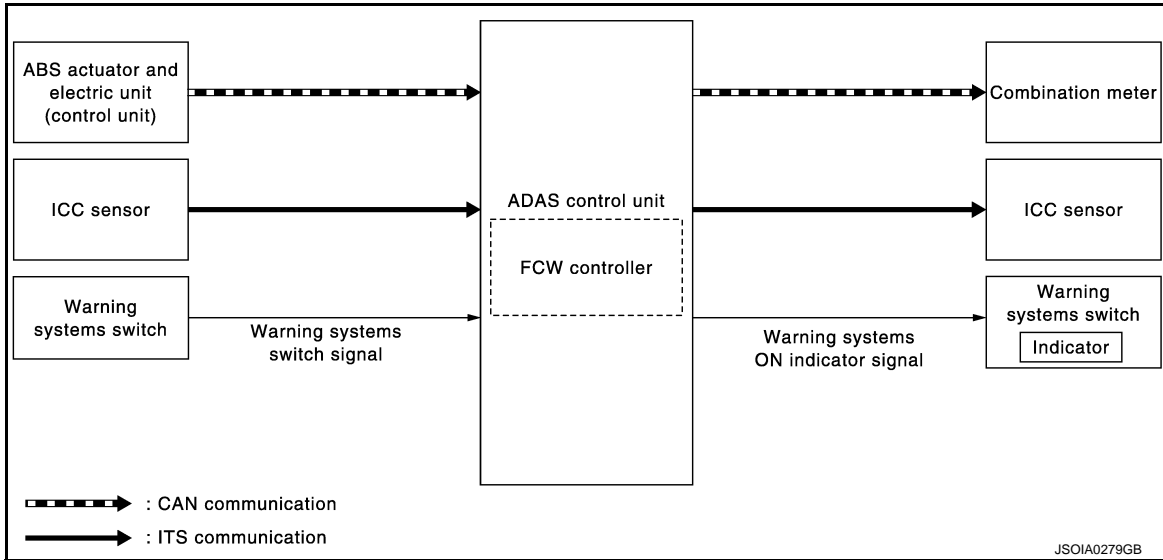 ABS actuator and
electric unit
(control unit)
ICC sensor
Warning
systems switch
Warning systems
switch signal
ADAS control unit
FCW controller
Combination meter
ICC sensor
Warning
systems switch
Indicator
Warning systems
ON indicator signal
: CAN communication
: ITS communication
JSOIA0279GB